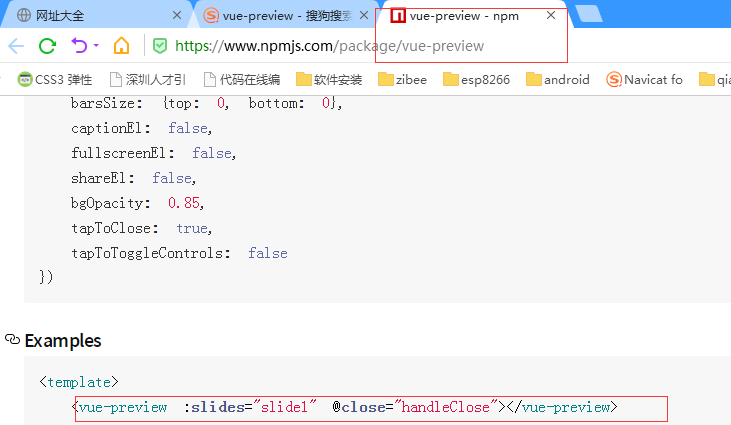 网址大全
vue-preview - 搜狗搜索
vue-preview - npm
https://www.npmjs.com/package/vue-preview
CSS3 弹性
深圳人才引
代码在线编
软件安装
zibee
esp8266
android
Navicat fo
qia
barsSize: {top: 0, bottom: 0},
captionEl: false,
fullscreenEl: false,
shareEl: false,
bgOpacity: 0.85,
tapToClose: true,
tapToToggleControls: false
})
Examples
<template>
<vue-preview :slides="slide1" @close="handleClose"></vue-preview>